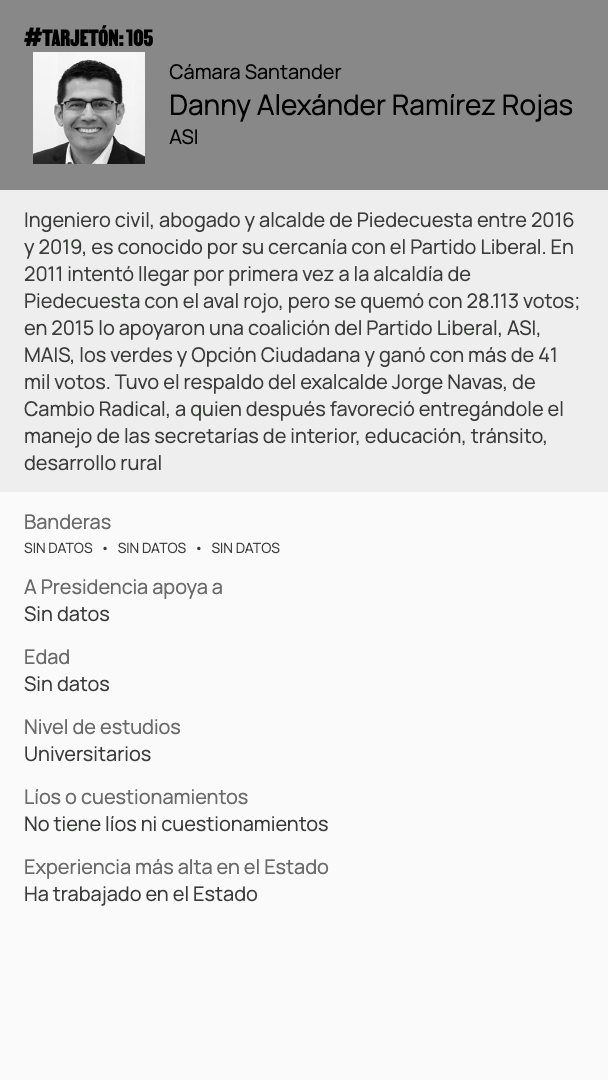 #TARJETÓN: 105
Cámara Santander
Danny Alexánder Ramírez Rojas
ASI
Ingeniero civil, abogado y alcalde de Piedecuesta entre 2016
y 2019, es conocido por su cercanía con el Partido Liberal. En
2011 intentó llegar por primera vez a la alcaldía de
Piedecuesta con el aval rojo, pero se quemó con 28.113 votos;
en 2015 lo apoyaron una coalición del Partido Liberal, ASI,
MAIS, los verdes y Opción Ciudadana y ganó con más de 41
mil votos. Tuvo el respaldo del exalcalde Jorge Navas, de
Cambio Radical, a quien después favoreció entregándole el
manejo de las secretarías de interior, educación, tránsito,
desarrollo rural
Banderas
SIN DATOS • SIN DATOS • SIN DATOS
A Presidencia apoya a
Sin datos
Edad
Sin datos
Nivel de estudios
Universitarios
Líos o cuestionamientos
No tiene líos ni cuestionamientos
Experiencia más alta en el Estado
Ha trabajado en el Estado